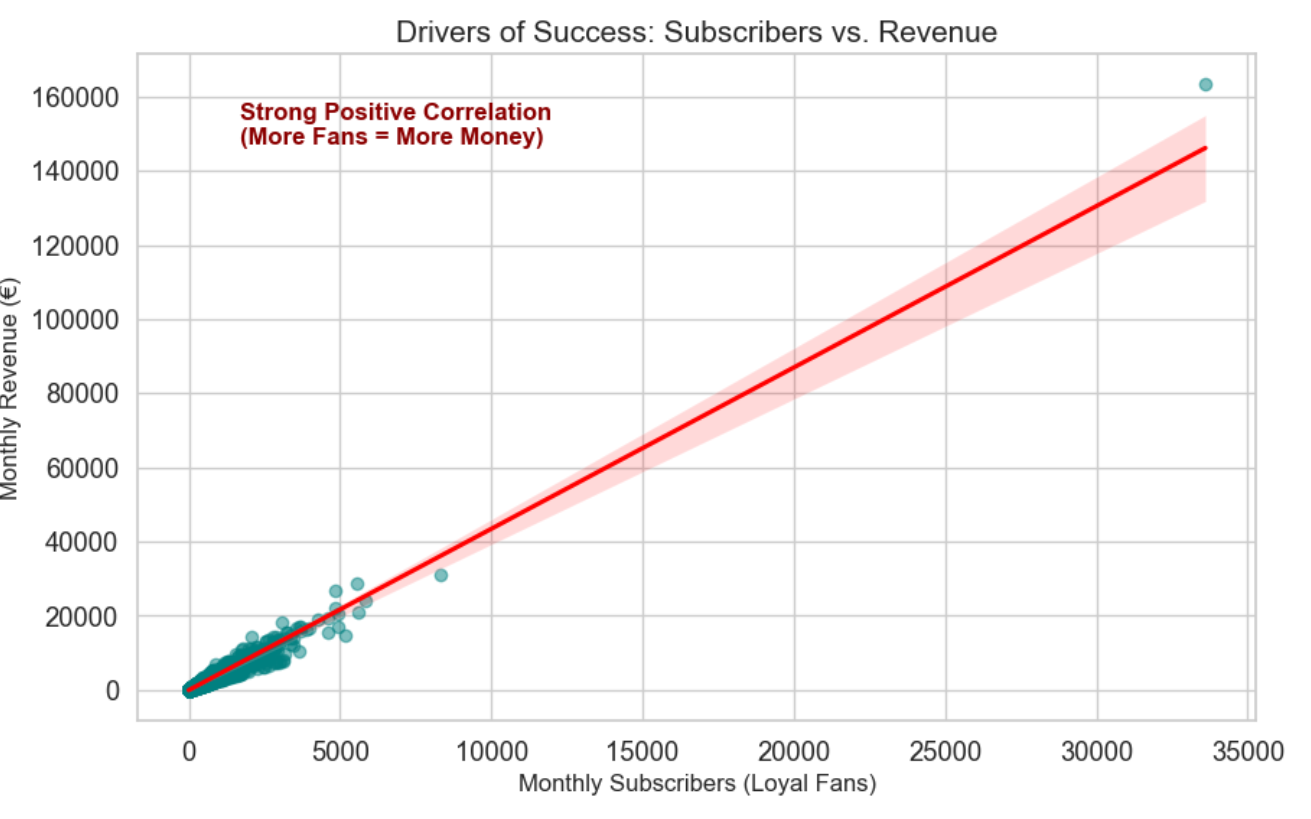 Drivers of Success: Subscribers vs. Revenue
Strong Positive Correlation
(More Fans = More Money)
Monthly Revenue (€)
160000
140000
120000
100000
80000
60000
40000
20000
0
0 5000 10000 15000 20000 25000 30000 35000
Monthly Subscribers (Loyal Fans)